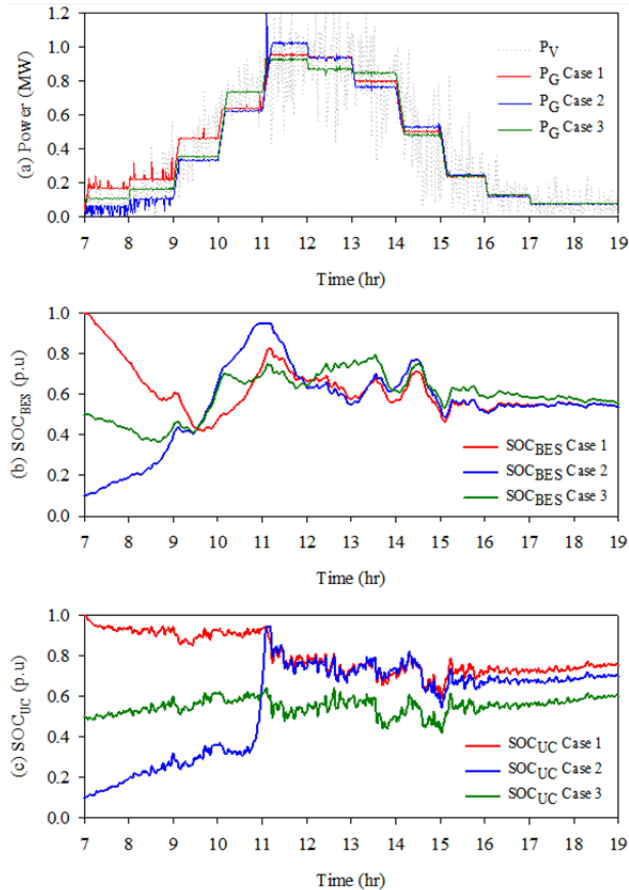 1.2
1.0
0.8
0.6
0.4
0.2
0.0
(a) Power (MW)
PV
PG Case 1
PG Case 2
PG Case 3
7 8 9 10 11 12 13 14 15 16 17 18 19
Time (hr)
1.0
0.8
0.6
0.4
0.2
0.0
(b) SOCBES (p.u)
SOCBES Case 1
SOCBES Case 2
SOCBES Case 3
7 8 9 10 11 12 13 14 15 16 17 18 19
Time (hr)
1.0
0.8
0.6
0.4
0.2
0.0
(c) SOCUC (p.u)
SOCUC Case 1
SOCUC Case 2
SOCUC Case 3
7 8 9 10 11 12 13 14 15 16 17 18 19
Time (hr)